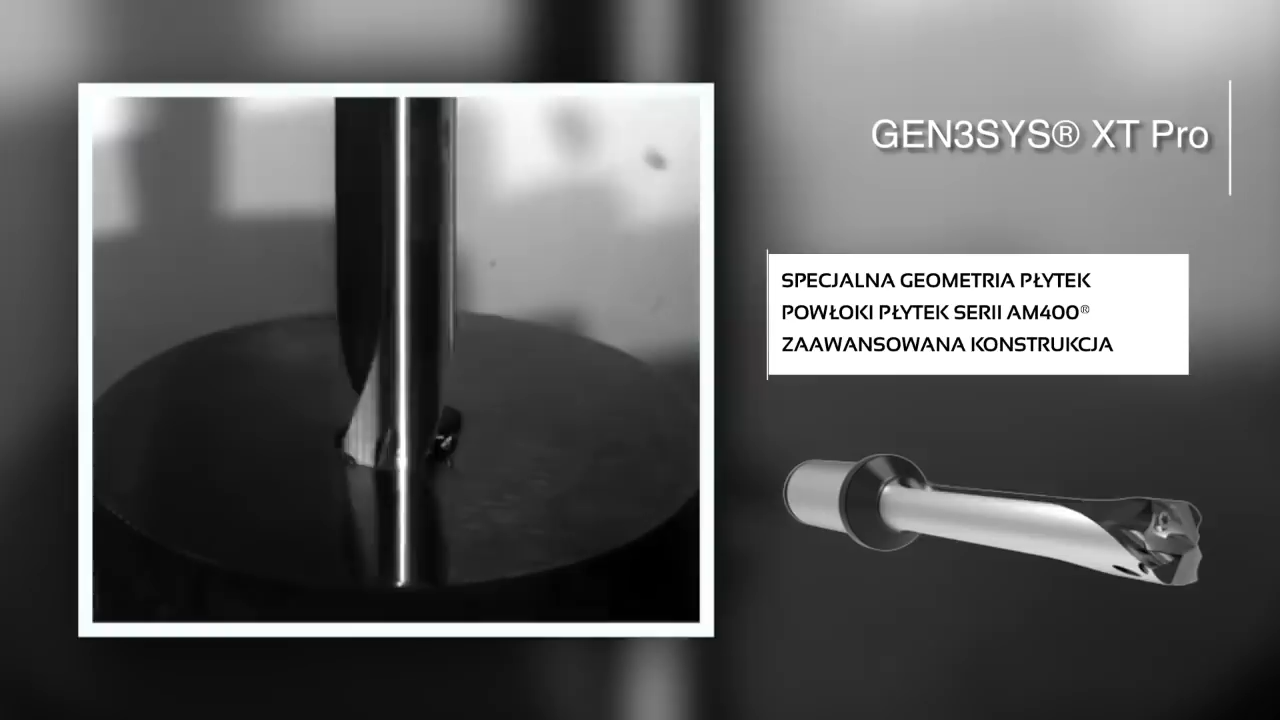 GEN3SYS® XT Pro
SPECJALNA GEOMETRIA PŁYTEK
POWŁOKI PŁYTEK SERII AM400®
ZAAWANSOWANA KONSTRUKCJA